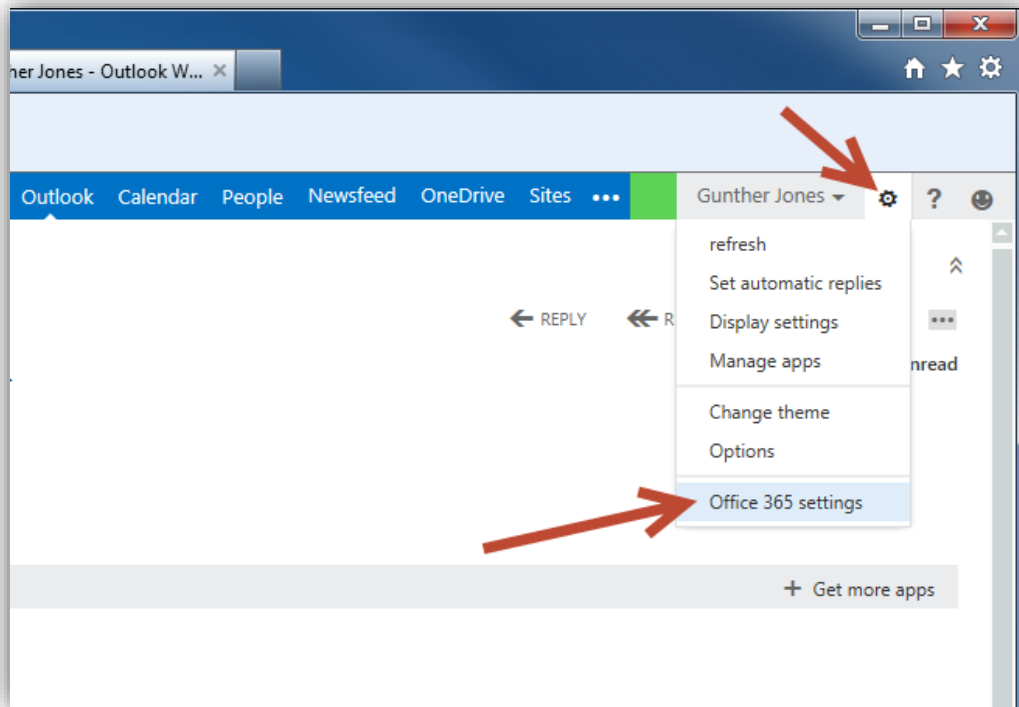 her Jones - Outlook W... ×
Outlook Calendar People Newsfeed OneDrive Sites ••• Gunther Jones ?
refresh
Set automatic replies
REPLY R Display settings •••
Manage apps nread
Change theme
Options
Office 365 settings
+ Get more apps